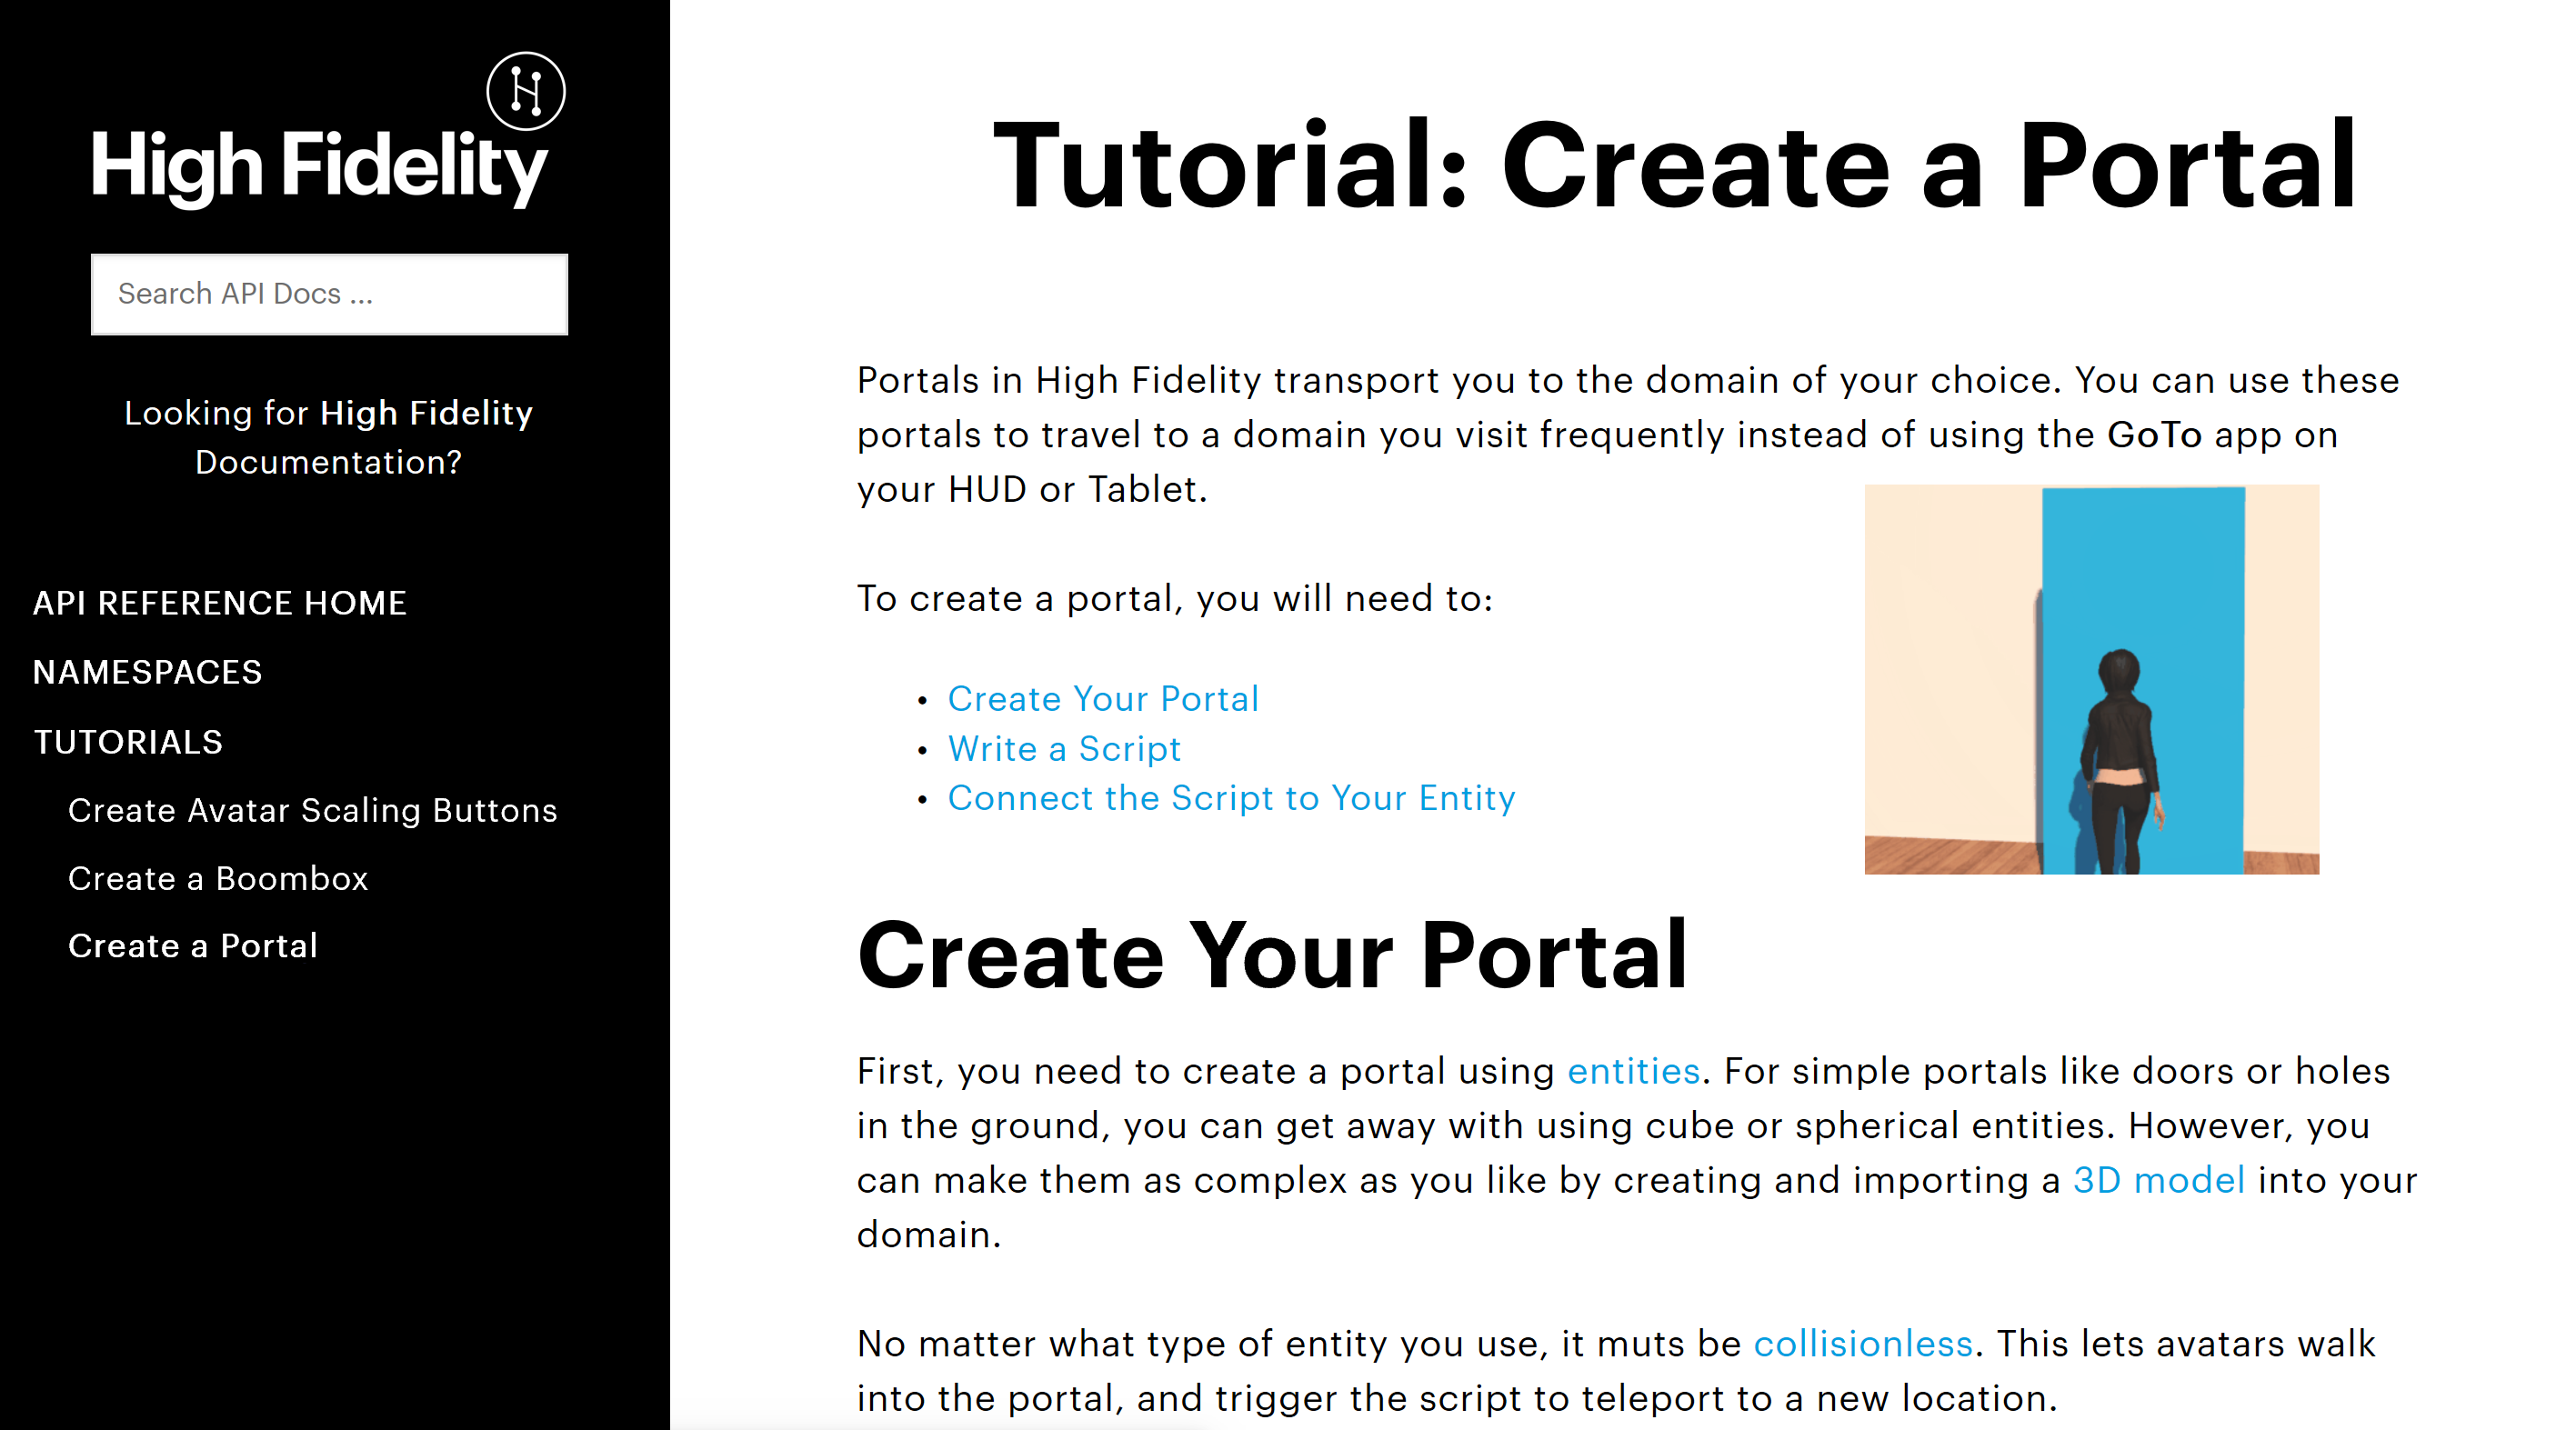 High Fidelity
Search API Docs ...
Looking for High Fidelity
Documentation?
API REFERENCE HOME
NAMESPACES
TUTORIALS
Create Avatar Scaling Buttons
Create a Boombox
Create a Portal
Tutorial: Create a Portal
Portals in High Fidelity transport you to the domain of your choice. You can use these
portals to travel to a domain you visit frequently instead of using the GoTo app on
your HUD or Tablet.
To create a portal, you will need to:
• Create Your Portal
• Write a Script
• Connect the Script to Your Entity
Create Your Portal
First, you need to create a portal using entities. For simple portals like doors or holes
in the ground, you can get away with using cube or spherical entities. However, you
can make them as complex as you like by creating and importing a 3D model into your
domain.
No matter what type of entity you use, it muts be collisionless. This lets avatars walk
into the portal, and trigger the script to teleport to a new location.